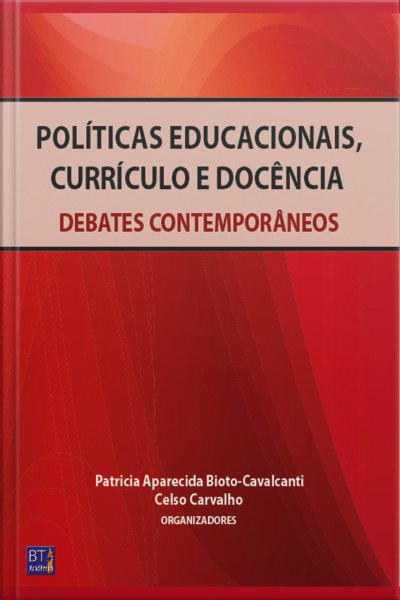 POLÍTICAS EDUCACIONAIS,
CURRÍCULO E DOCÊNCIA
DEBATES CONTEMPORÂNEOS
Patricia Aparecida Bioto-Cavalcanti
Celso Carvalho
ORGANIZADORES
BT